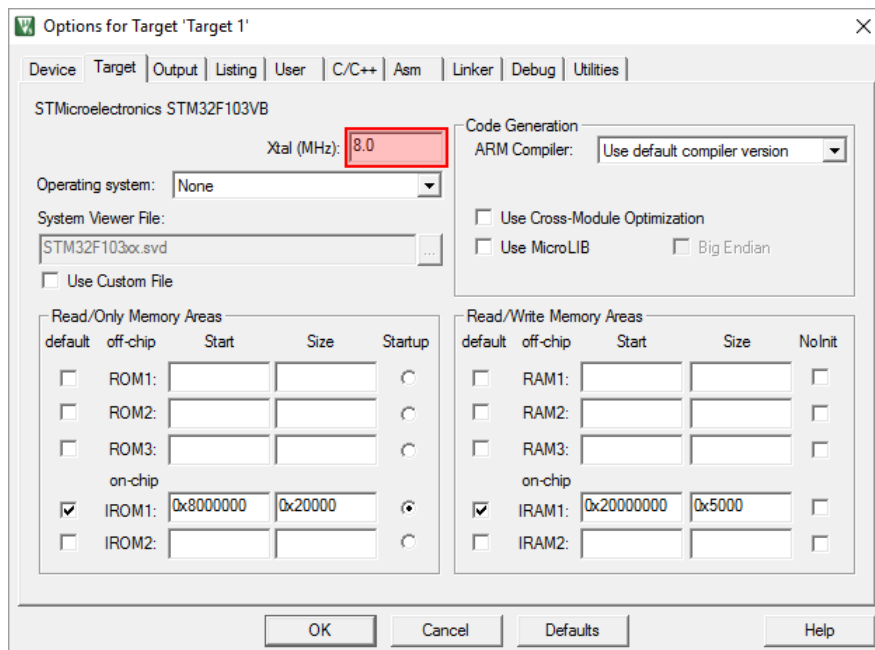 Options for Target 'Target 1'
Device Target Output Listing User C/C++ Asm Linker Debug Utilities
STMicroelectronics STM32F103VB
Xtal (MHz): 8.0
Operating system: None
System Viewer File:
STM32F103xx.svd ...
Use Custom File
Code Generation
ARM Compiler: Use default compiler version
Use Cross-Module Optimization
Use MicroLIB Big Endian
Read/Only Memory Areas
default off-chip Start Size Startup
ROM1:
ROM2:
ROM3:
on-chip
IROM1: 0x8000000 0x20000
IROM2:
Read/Write Memory Areas
default off-chip Start Size NoInit
RAM1:
RAM2:
RAM3:
on-chip
IRAM1: 0x20000000 0x5000
IRAM2:
OK Cancel Defaults Help